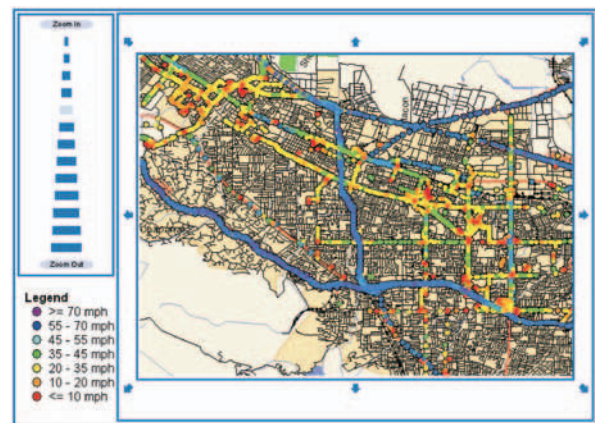 Zoom In
Zoom Out
Legend
>= 70 mph
55 - 70 mph
45 - 55 mph
35 - 45 mph
20 - 35 mph
10 - 20 mph
<= 10 mph